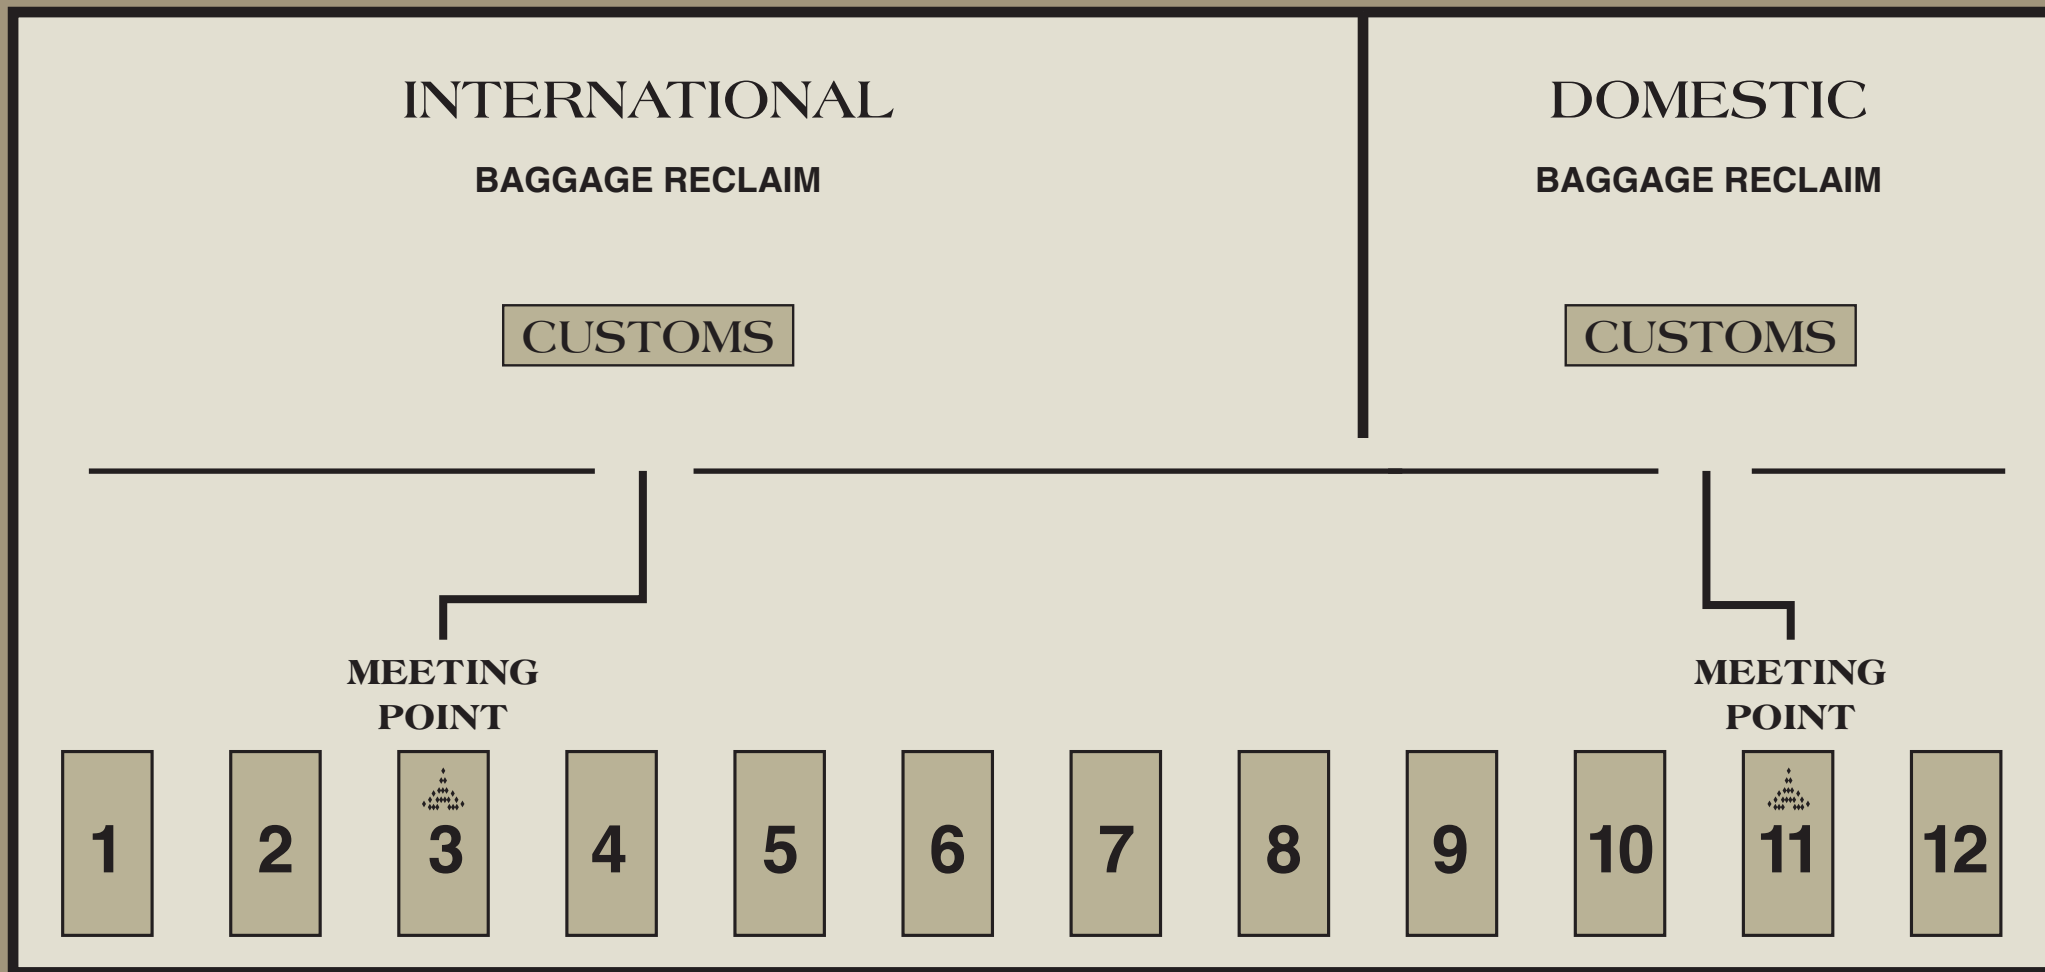 INTERNATIONAL
BAGGAGE RECLAIM
CUSTOMS
DOMESTIC
BAGGAGE RECLAIM
CUSTOMS
MEETING
POINT
MEETING
POINT
1 2 3 4 5 6 7 8 9 10 11 12